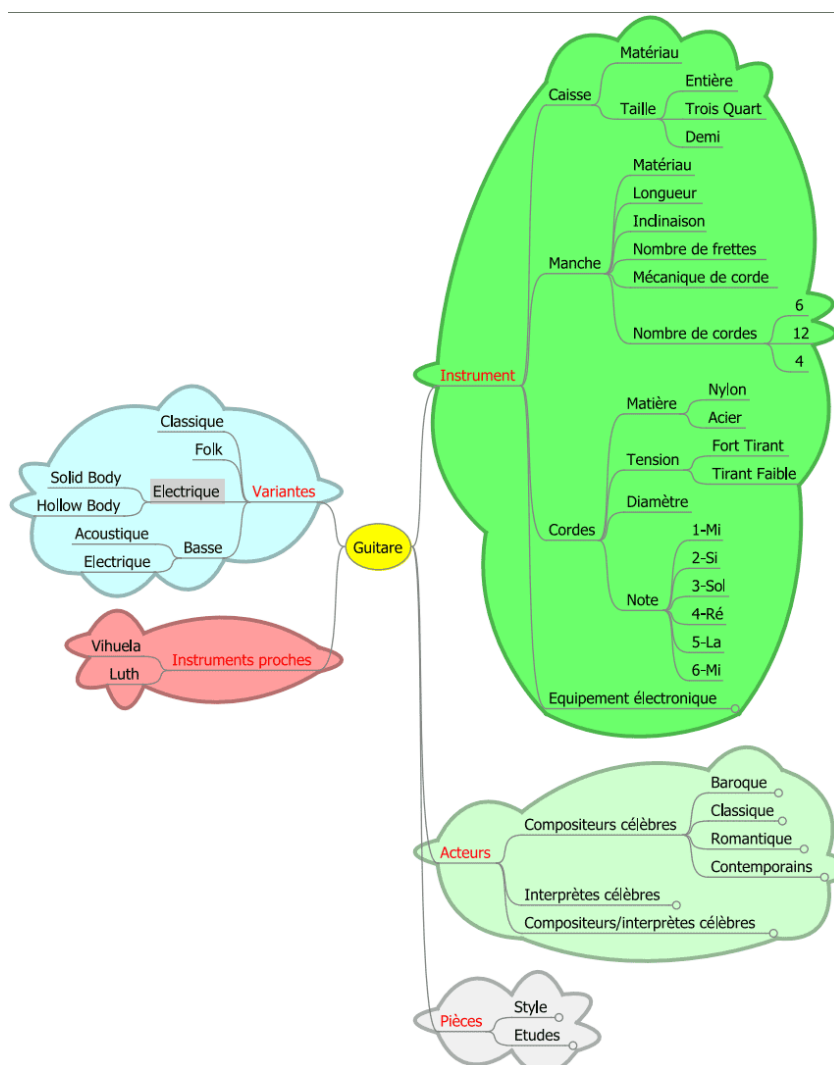 Guitare
Instrument
Caisse
Matériau
Taille
Entière
Trois Quart
Demi
Manche
Matériau
Longueur
Inclinaison
Nombre de frettes
Mécanique de corde
Nombre de cordes
6
12
4
Cordes
Matière
Nylon
Acier
Tension
Fort Tirant
Tirant Faible
Diamètre
Note
1-Mi
2-Si
3-Sol
4-Ré
5-La
6-Mi
Equipement électronique
Variantes
Classique
Folk
Electrique
Solid Body
Hollow Body
Basse
Acoustique
Electrique
Instruments proches
Vihuela
Luth
Acteurs
Compositeurs célèbres
Baroque
Classique
Romantique
Contemporains
Interprètes célèbres
Compositeurs/interprètes célèbres
Pièces
Style
Etudes